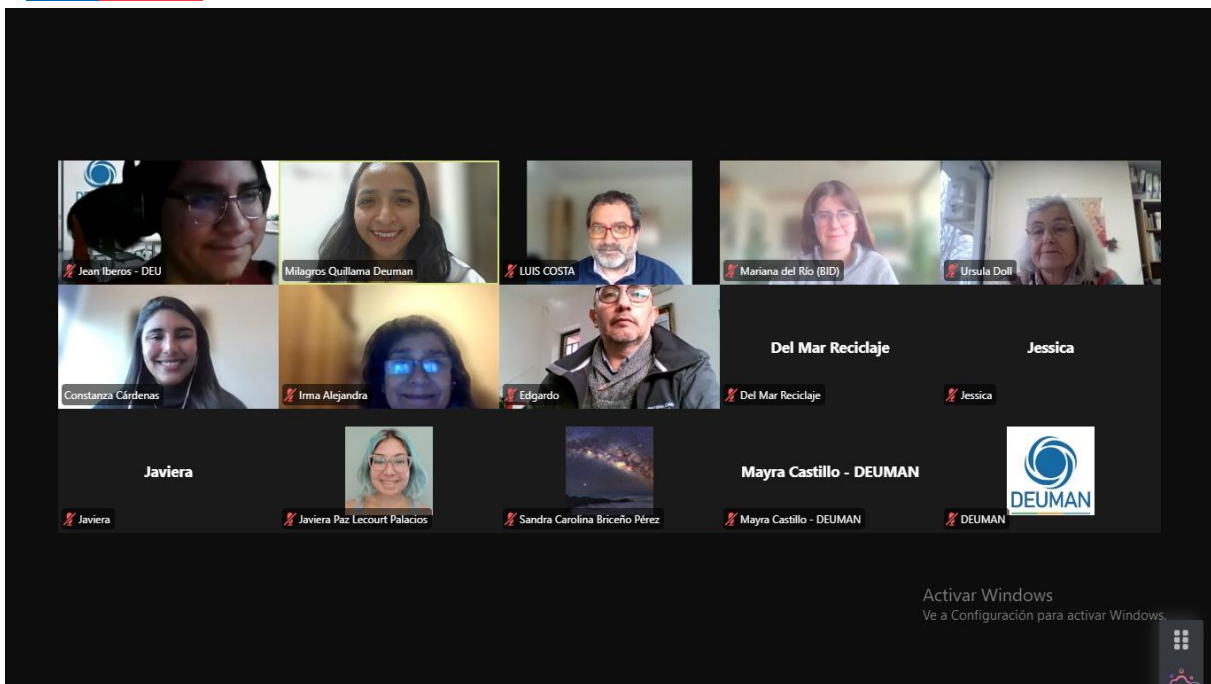 Jean Iberos - DEU
Milagros Quillama Deuman
LUIS COSTA
Mariana del Río (BID)
Ursula Doll
Constanza Cárdenas
Irma Alejandra
Edgardo
Del Mar Reciclaje
Del Mar Reciclaje
Jessica
Jessica
Javiera
Javiera
Javiera Paz Lecourt Palacios
Sandra Carolina Briceño Pérez
Mayra Castillo - DEUMAN
Mayra Castillo - DEUMAN
DEUMAN
DEUMAN
Activar Windows
Ve a Configuración para activar Windows.